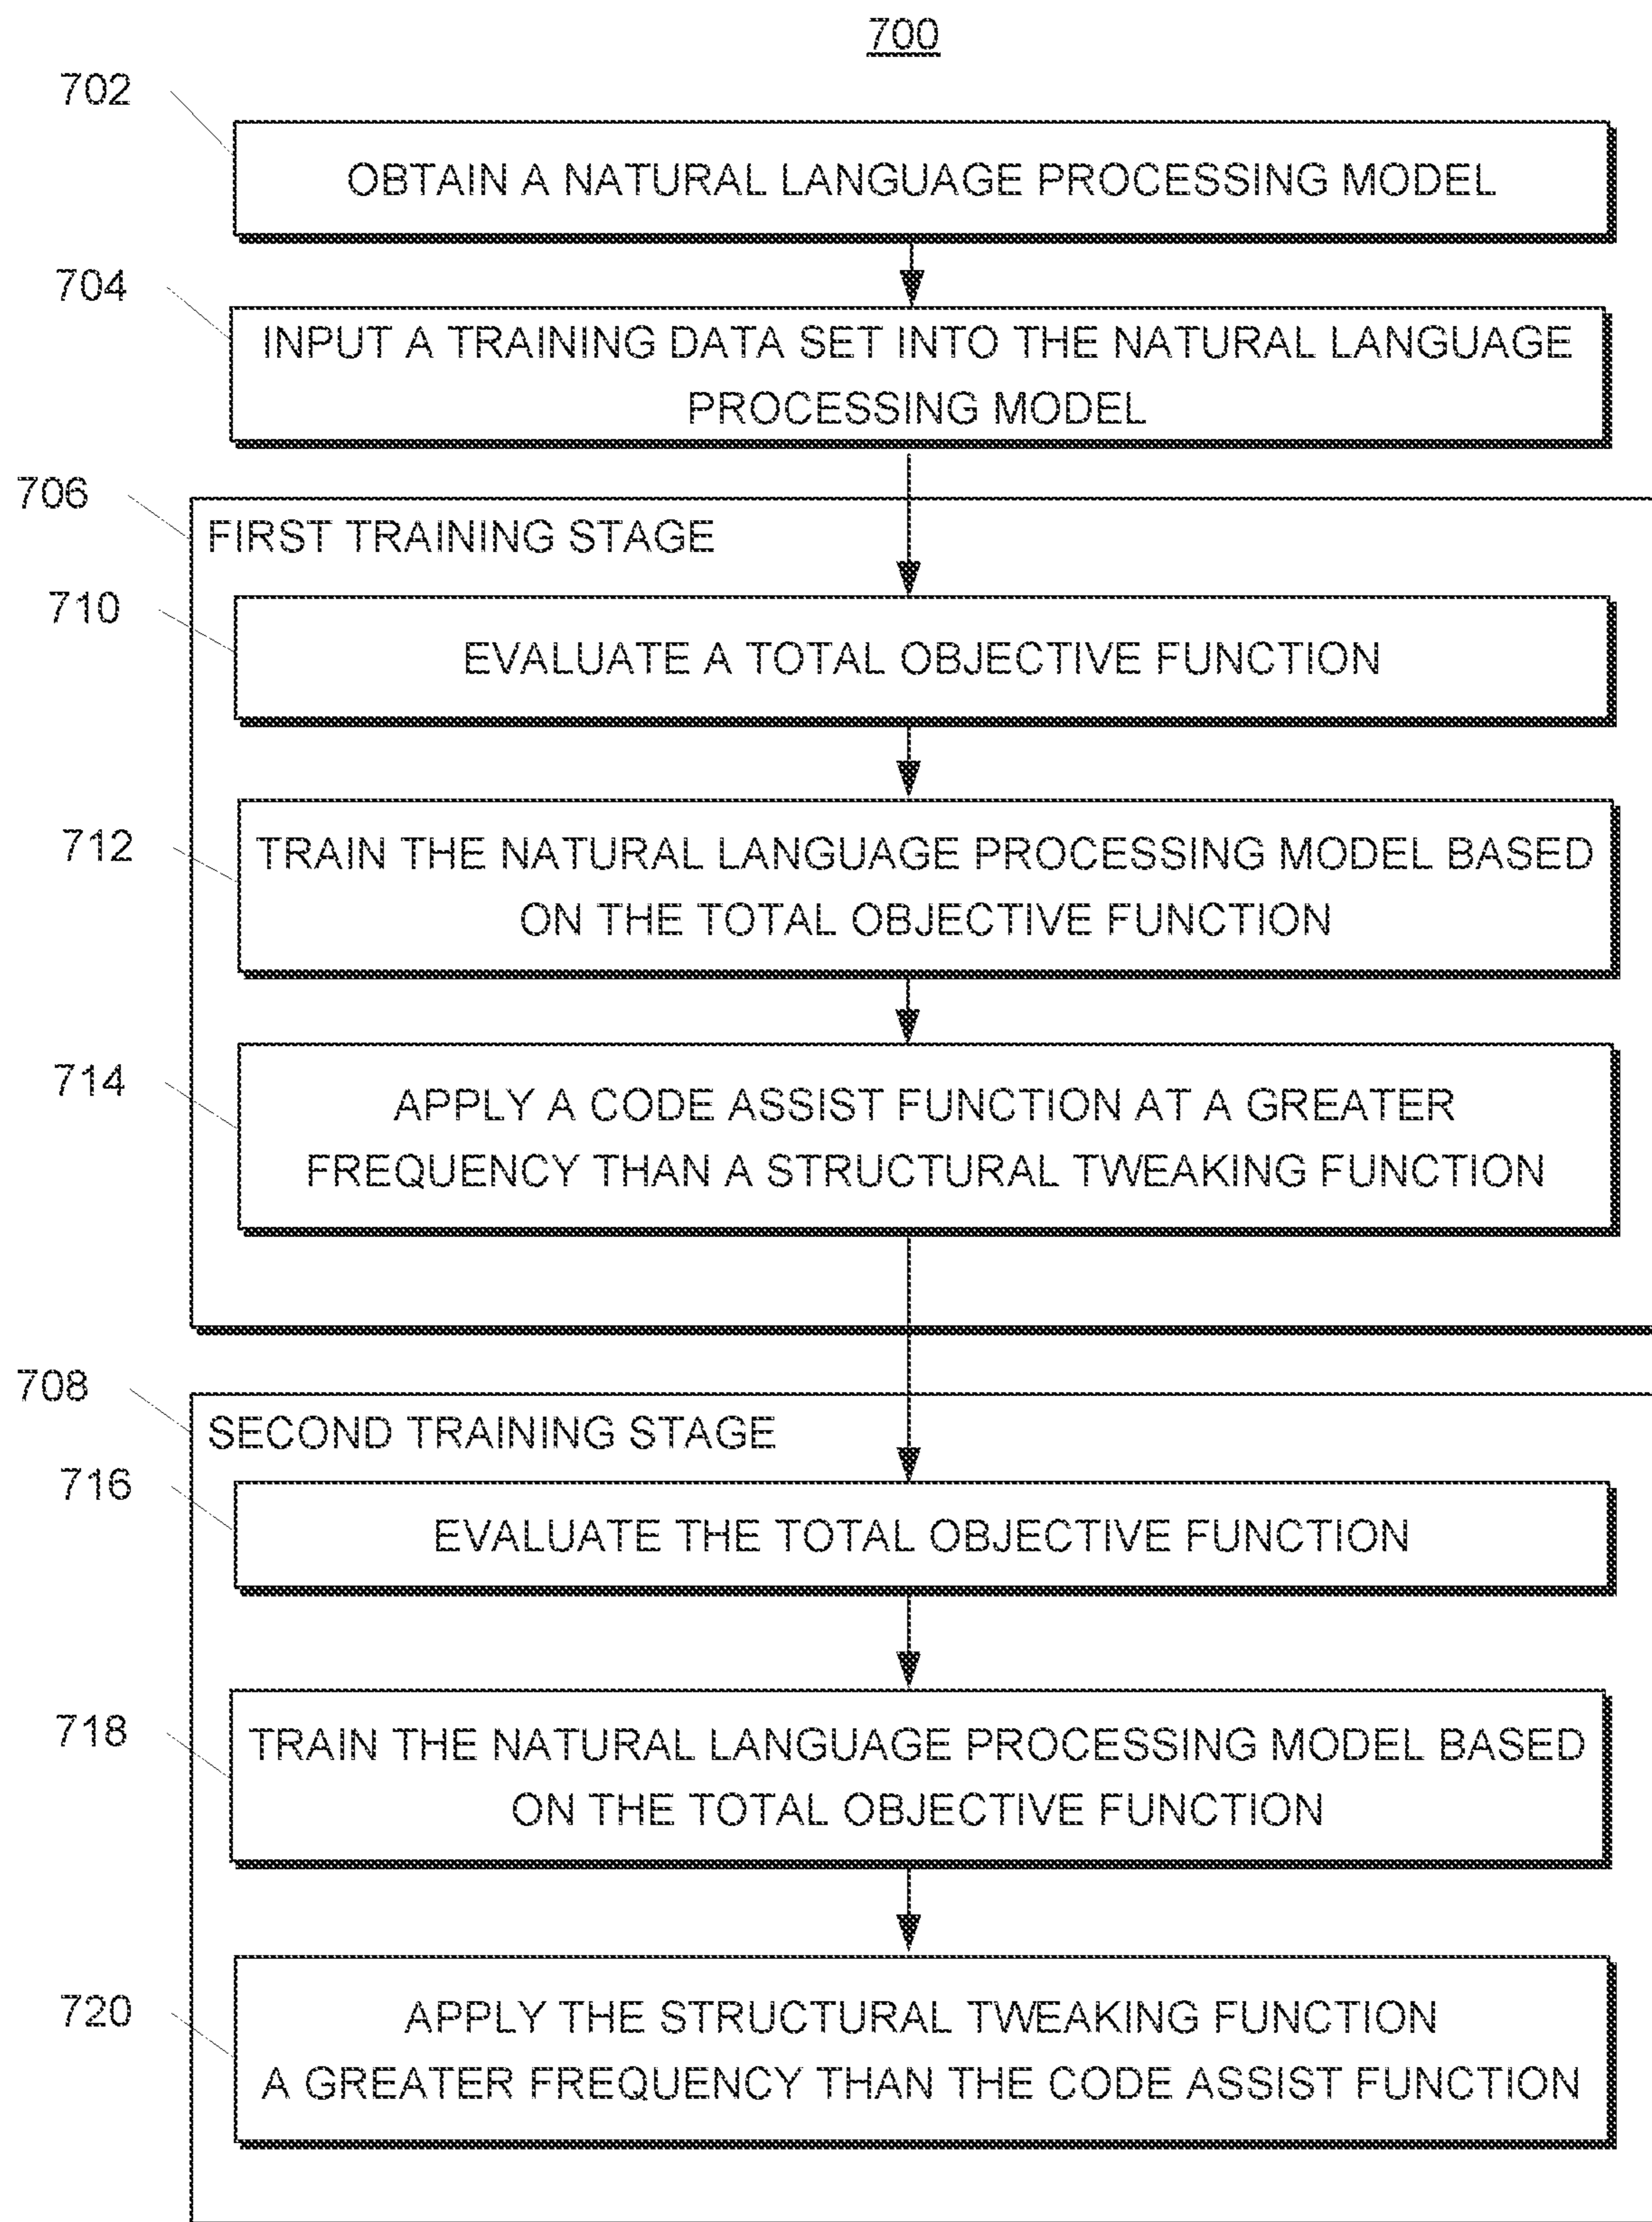 700
702
OBTAIN A NATURAL LANGUAGE PROCESSING MODEL
704
INPUT A TRAINING DATA SET INTO THE NATURAL LANGUAGE
PROCESSING MODEL
706
FIRST TRAINING STAGE
710
EVALUATE A TOTAL OBJECTIVE FUNCTION
712
TRAIN THE NATURAL LANGUAGE PROCESSING MODEL BASED
ON THE TOTAL OBJECTIVE FUNCTION
714
APPLY A CODE ASSIST FUNCTION AT A GREATER
FREQUENCY THAN A STRUCTURAL TWEAKING FUNCTION
708
SECOND TRAINING STAGE
716
EVALUATE THE TOTAL OBJECTIVE FUNCTION
718
TRAIN THE NATURAL LANGUAGE PROCESSING MODEL BASED
ON THE TOTAL OBJECTIVE FUNCTION
720
APPLY THE STRUCTURAL TWEAKING FUNCTION
A GREATER FREQUENCY THAN THE CODE ASSIST FUNCTION